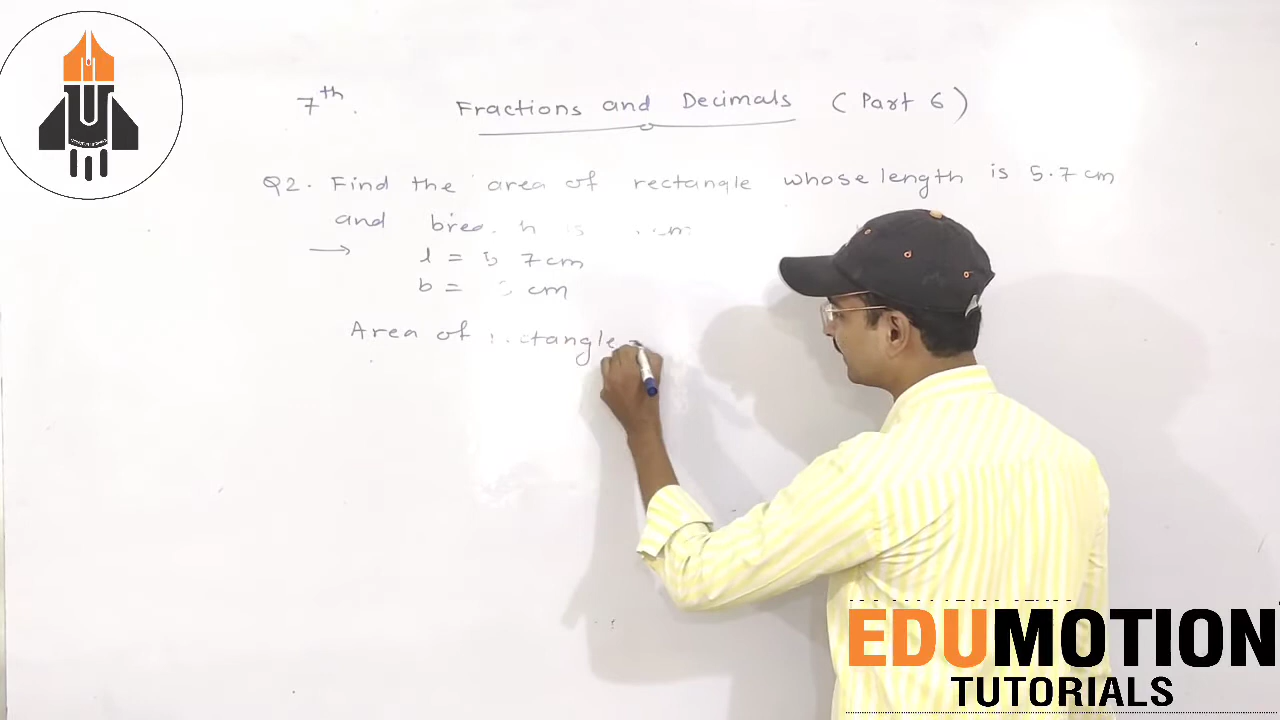 7th. Fractions and Decimals (Part 6)
Q2. Find the area of rectangle whose length is 5.7 cm
and is cm
l = 5 7 cm
b = cm
Area of rectangle =
EDUMOTION
TUTORIALS